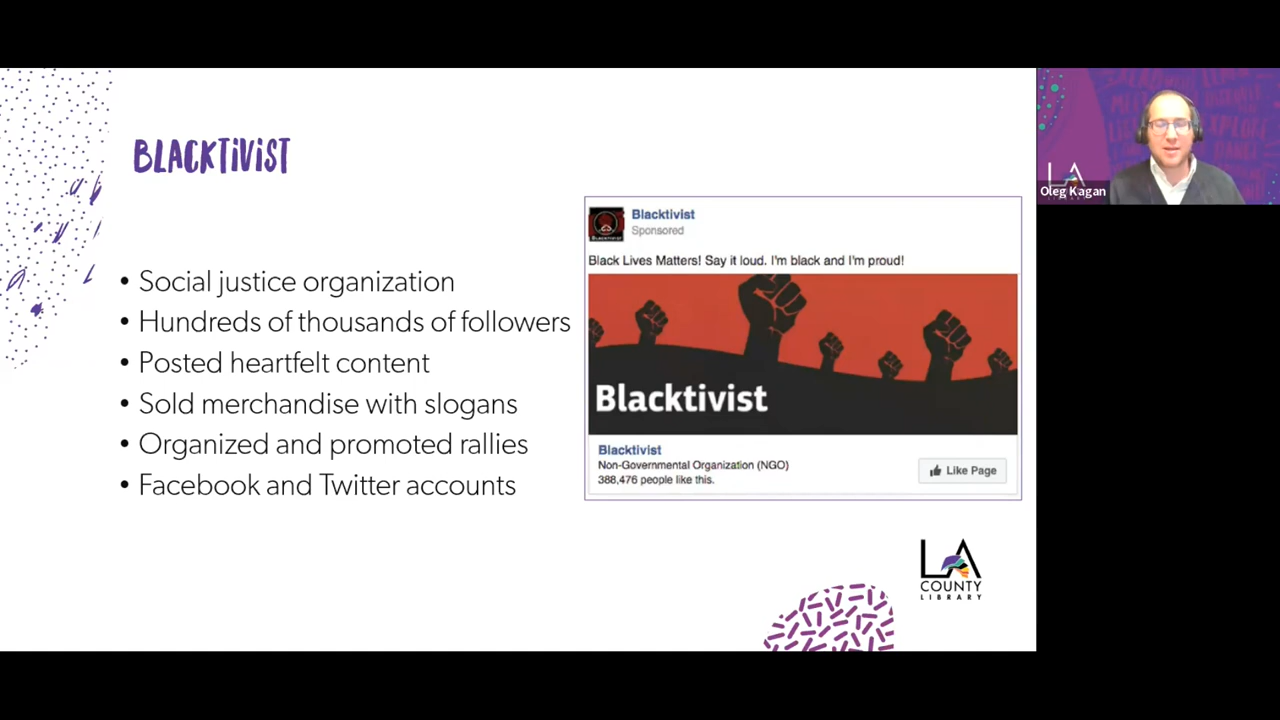 BLACKTIVIST
• Social justice organization
• Hundreds of thousands of followers
• Posted heartfelt content
• Sold merchandise with slogans
• Organized and promoted rallies
• Facebook and Twitter accounts
Blacktivist
Sponsored
Black Lives Matters! Say it loud. I'm black and I'm proud!
Blacktivist
Blacktivist
Non-Governmental Organization (NGO)
388,476 people like this.
Like Page
LA
COUNTY
LIBRARY
LA
Oleg Kagan